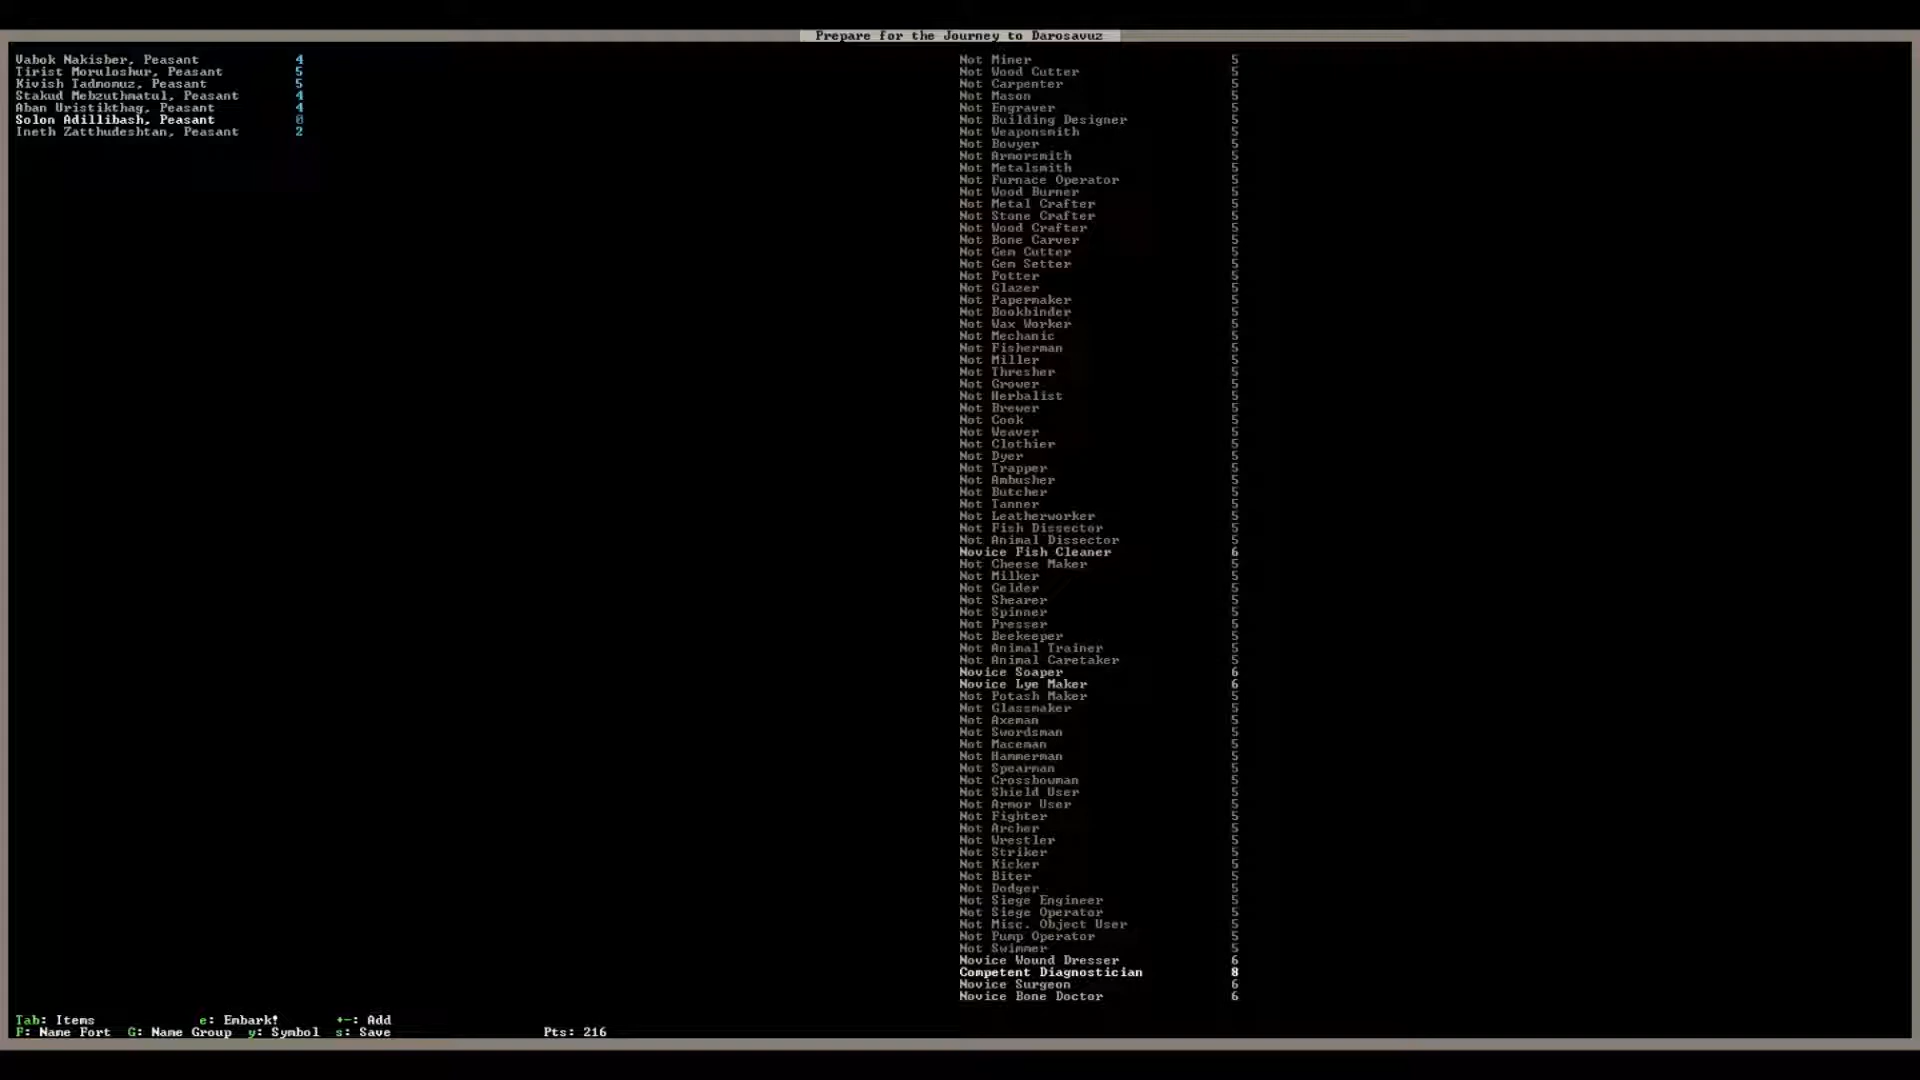 Prepare for the Journey to Darosavuz
Vabok Nakisher, Peasant 4
Tirist Moruloshur, Peasant 5
Kivish Tadmomuz, Peasant 5
Stakud Mebzuthmatul, Peasant 4
Aban Uristikthag, Peasant 4
Solon Adillibash, Peasant 0
Ineth Zatthudeshtan, Peasant 2
Not Miner 5
Not Wood Cutter 5
Not Carpenter 5
Not Mason 5
Not Engraver 5
Not Building Designer 5
Not Weaponsmith 5
Not Bowyer 5
Not Armorsmith 5
Not Metalsmith 5
Not Furnace Operator 5
Not Wood Burner 5
Not Metal Crafter 5
Not Stone Crafter 5
Not Wood Crafter 5
Not Bone Carver 5
Not Gem Cutter 5
Not Gem Setter 5
Not Potter 5
Not Glazer 5
Not Papermaker 5
Not Bookbinder 5
Not Wax Worker 5
Not Mechanic 5
Not Fisherman 5
Not Miller 5
Not Thresher 5
Not Grower 5
Not Herbalist 5
Not Brewer 5
Not Cook 5
Not Weaver 5
Not Clothier 5
Not Dyer 5
Not Trapper 5
Not Ambusher 5
Not Butcher 5
Not Tanner 5
Not Leatherworker 5
Not Fish Dissector 5
Not Animal Dissector 5
Novice Fish Cleaner 6
Not Cheese Maker 5
Not Milker 5
Not Gelder 5
Not Shearer 5
Not Spinner 5
Not Presser 5
Not Beekeeper 5
Not Animal Trainer 5
Not Animal Caretaker 5
Novice Soaper 6
Novice Lye Maker 6
Not Potash Maker 5
Not Glassmaker 5
Not Axeman 5
Not Swordsman 5
Not Maceman 5
Not Hammerman 5
Not Spearman 5
Not Crossbowman 5
Not Shield User 5
Not Armor User 5
Not Fighter 5
Not Archer 5
Not Wrestler 5
Not Striker 5
Not Kicker 5
Not Biter 5
Not Dodger 5
Not Siege Engineer 5
Not Siege Operator 5
Not Misc. Object User 5
Not Pump Operator 5
Not Swimmer 5
Novice Wound Dresser 6
Competent Diagnostician 8
Novice Surgeon 6
Novice Bone Doctor 6
Tab: Items e: Embark! +-: Add
F: Name Fort G: Name Group y: Symbol s: Save Pts: 216